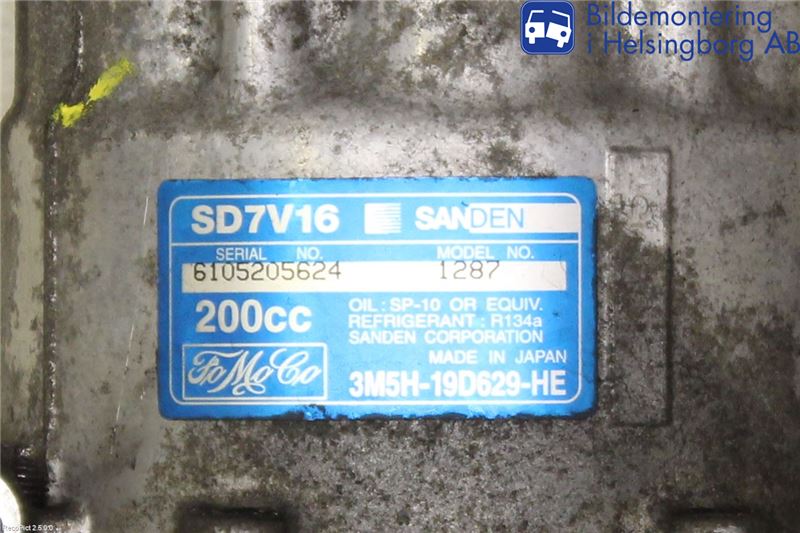 Bildemontering
i Helsingborg AB
SD7V16 SANDEN
SERIAL NO. MODEL NO.
6105205624 1287
200cc
OIL : SP-10 OR EQUIV.
REFRIGERANT : R134a
SANDEN CORPORATION
MADE IN JAPAN
FoMoCo
3M5H-19D629-HE